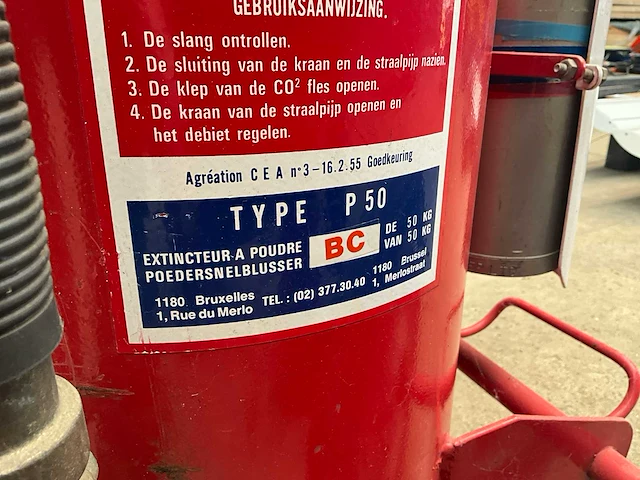 GEBRUIKSAANWIJZING.
1. De slang ontrollen.
2. De sluiting van de kraan en de straalpijp nazien.
3. De klep van de CO² fles openen.
4. De kraan van de straalpijp openen en
het debiet regelen.
Agréation C E A n°3-16.2.55 Goedkeuring
TYPE P 50
EXTINCTEUR A POUDRE
POEDERSNELBLUSSER
BC
DE 50 KG
VAN 50 KG
1180 Bruxelles
1, Rue du Merlo
TEL.: (02) 377.30.40
1180 Brussel
1, Merlostraat